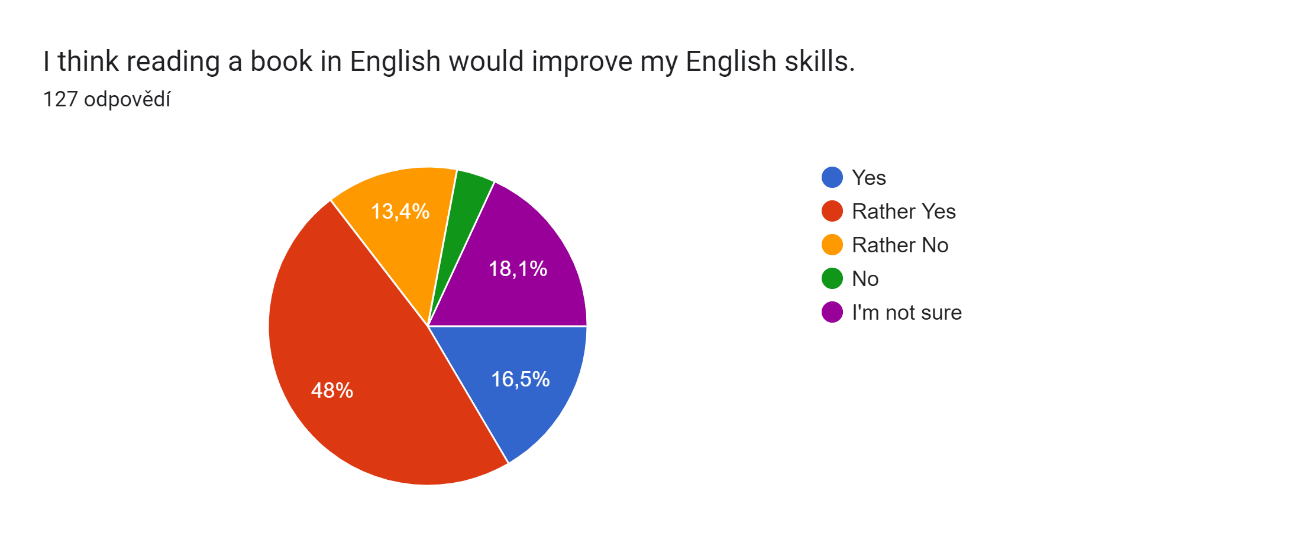 I think reading a book in English would improve my English skills.
127 odpovědí
Yes
Rather Yes
Rather No
No
I'm not sure
13,4%
18,1%
16,5%
48%